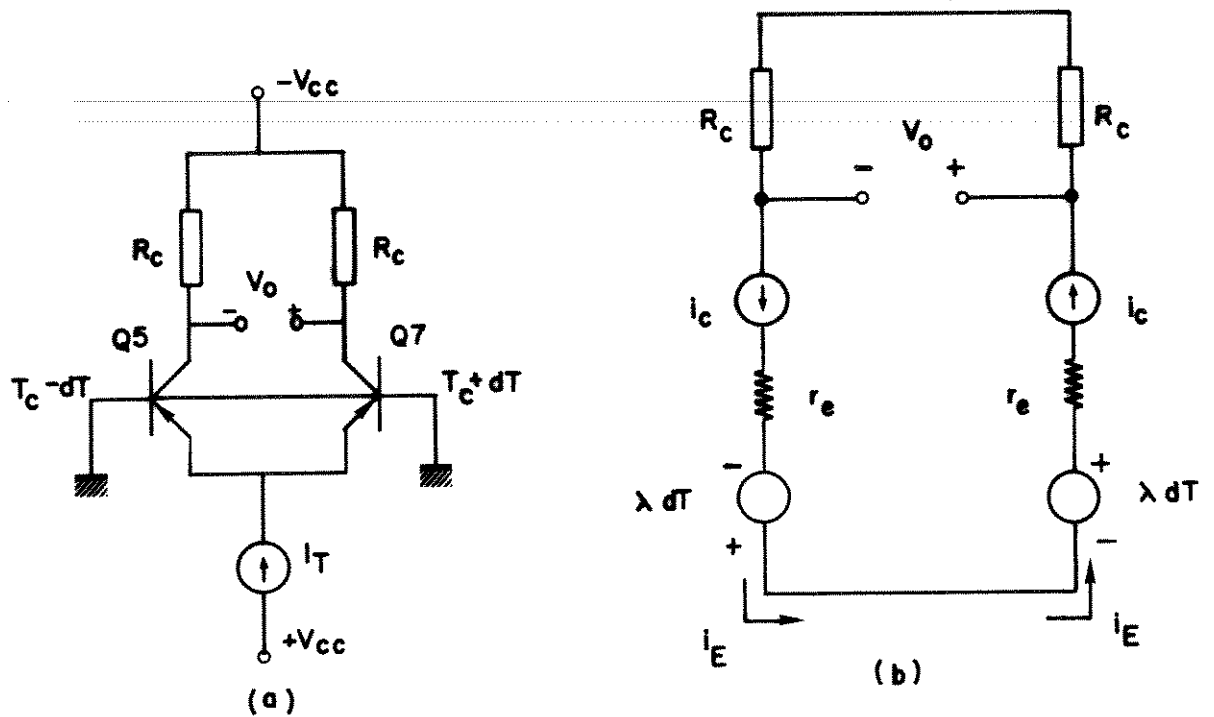 -Vcc
Rc
Rc
Vo
-
+
Q5
Q7
Tc-dT
Tc+dT
IT
+Vcc
(a)
Rc
Rc
Vo
-
+
ic
ic
re
re
-
+
λ dT
λ dT
+
-
iE
iE
(b)